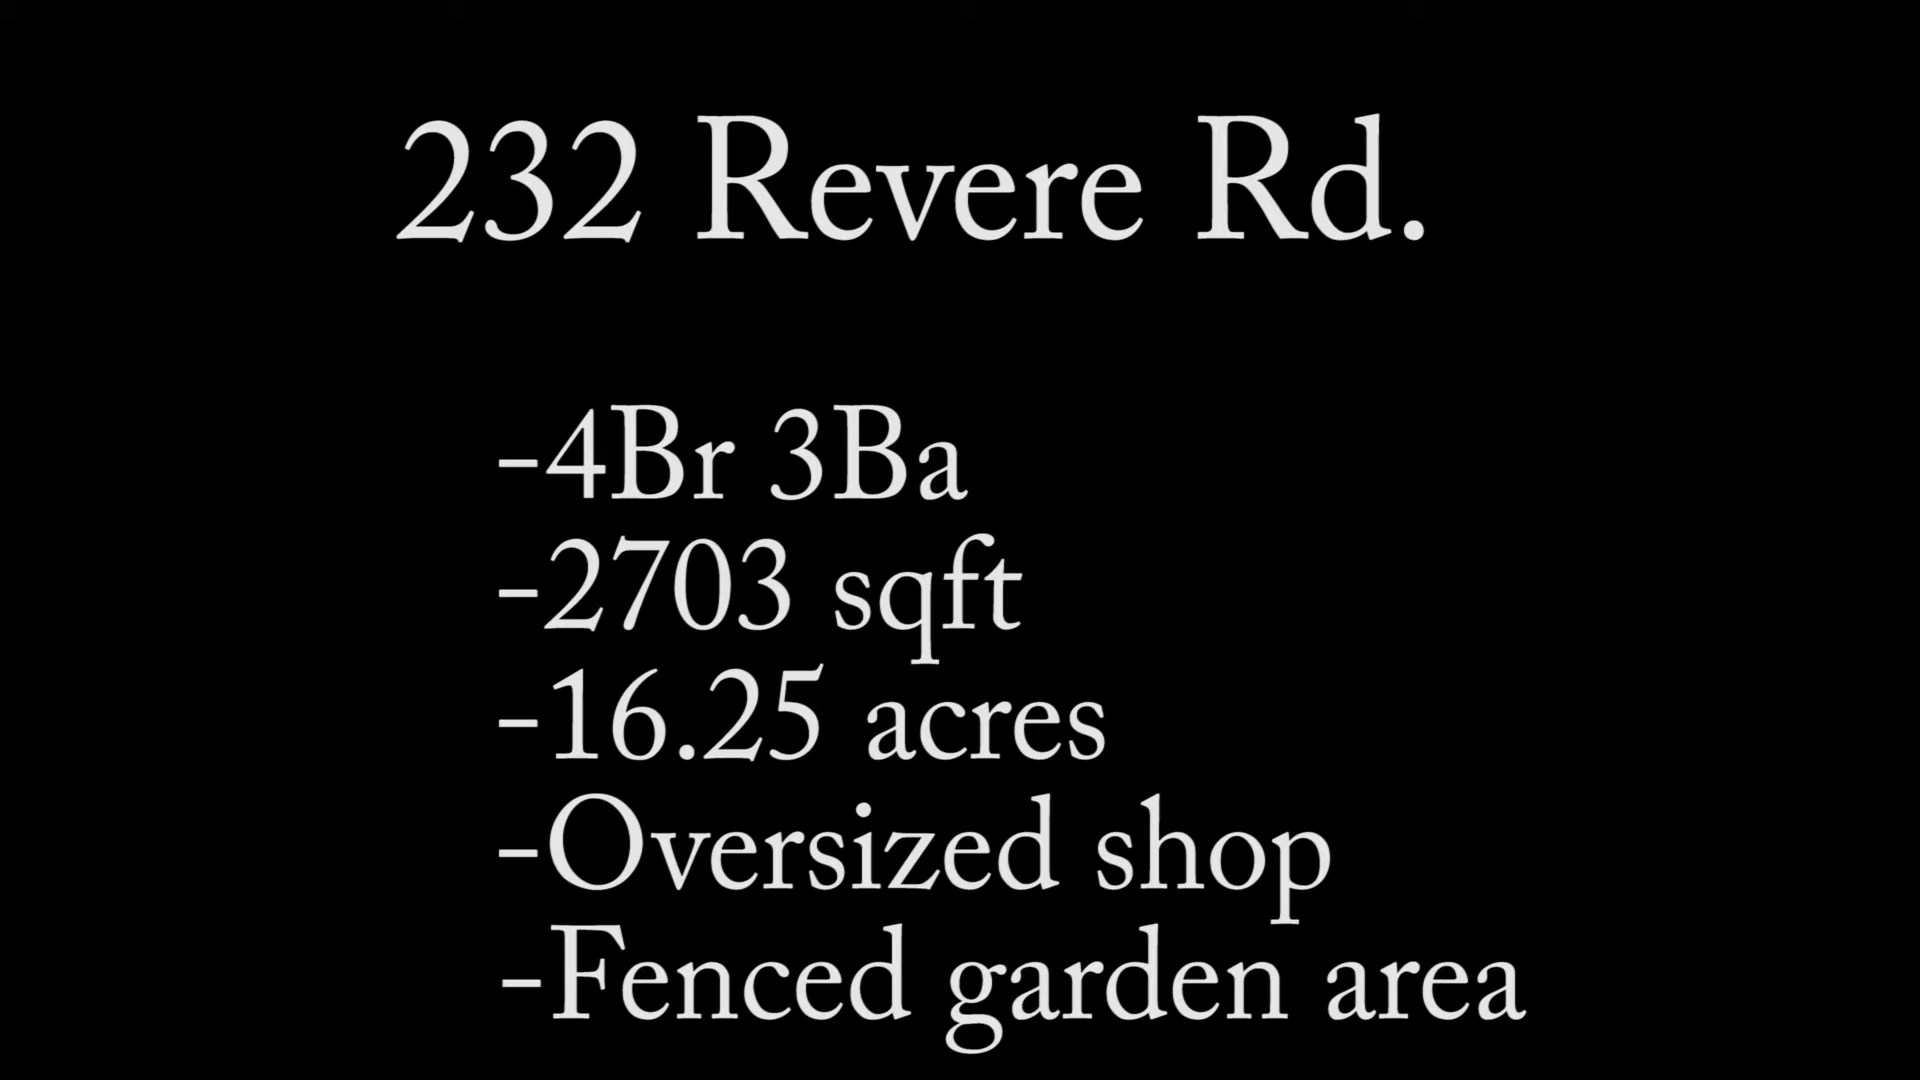 232 Revere Rd.
-4Br 3Ba
-2703 sqft
-16.25 acres
-Oversized shop
-Fenced garden area